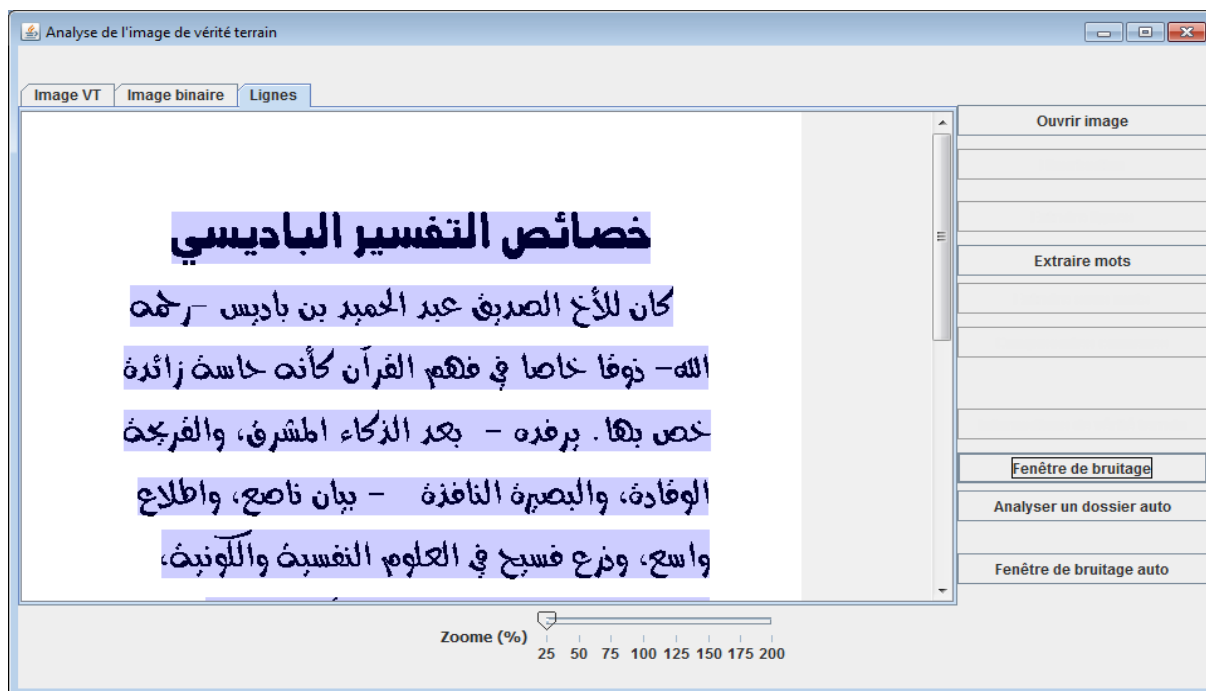 Analyse de l'image de vérité terrain
Image VT
Image binaire
Lignes
Ouvrir image
Extraire mots
Fenêtre de bruitage
Analyser un dossier auto
Fenêtre de bruitage auto
خصائص التفسير الباديسي
كان للأخ الصديق عبد الحميد بن باديس –رحمه
الله– ذوقا خاصا في فهم القرآن كأنه حاسة زائدة
خص بها. يرفده – بعد الذكاء المشرق، والقريحة
الوقادة، والبصيرة النافذة – بيان ناصع، واطلاع
واسع، وذرع فسيح في العلوم النفسية والكونية،
Zoome (%)
25 50 75 100 125 150 175 200